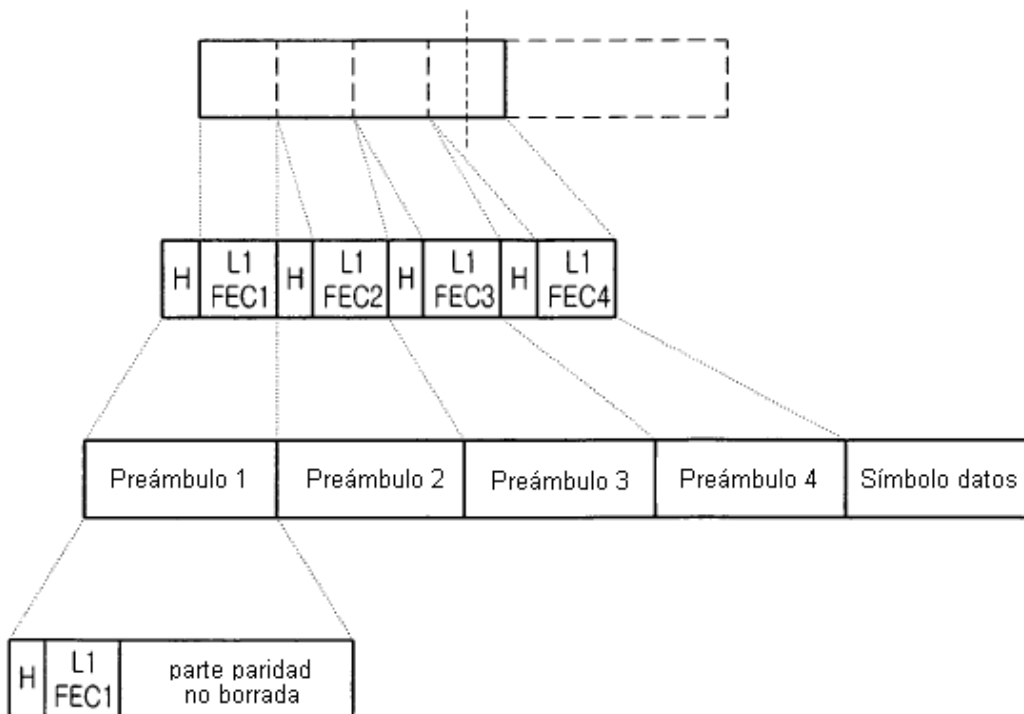 H L1 FEC1 H L1 FEC2 H L1 FEC3 H L1 FEC4
Preámbulo 1 Preámbulo 2 Preámbulo 3 Preámbulo 4 Símbolo datos
H L1 FEC1 parte paridad no borrada